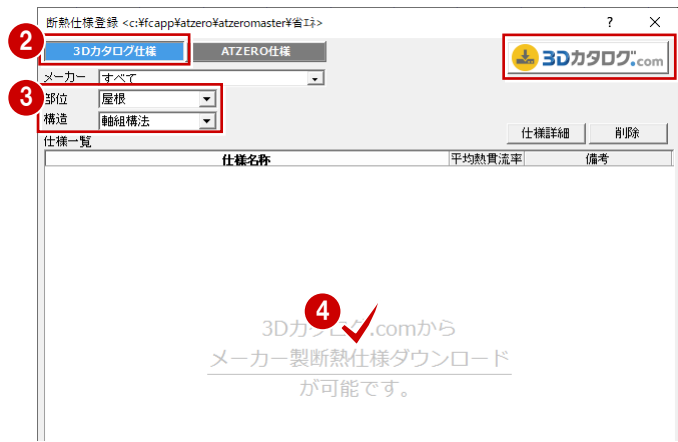 断熱仕様登録 <c:¥fcapp¥atzero¥atzeromaster¥省ｴﾈ>
?
×
2
3Dカタログ仕様
ATZERO仕様
3Dカタログ.com
メーカー
すべて
3
部位
屋根
構造
軸組構法
仕様詳細
削除
仕様一覧
仕様名称
平均熱貫流率
備考
4
3Dカタログ.comから
メーカー製断熱仕様ダウンロード
が可能です。